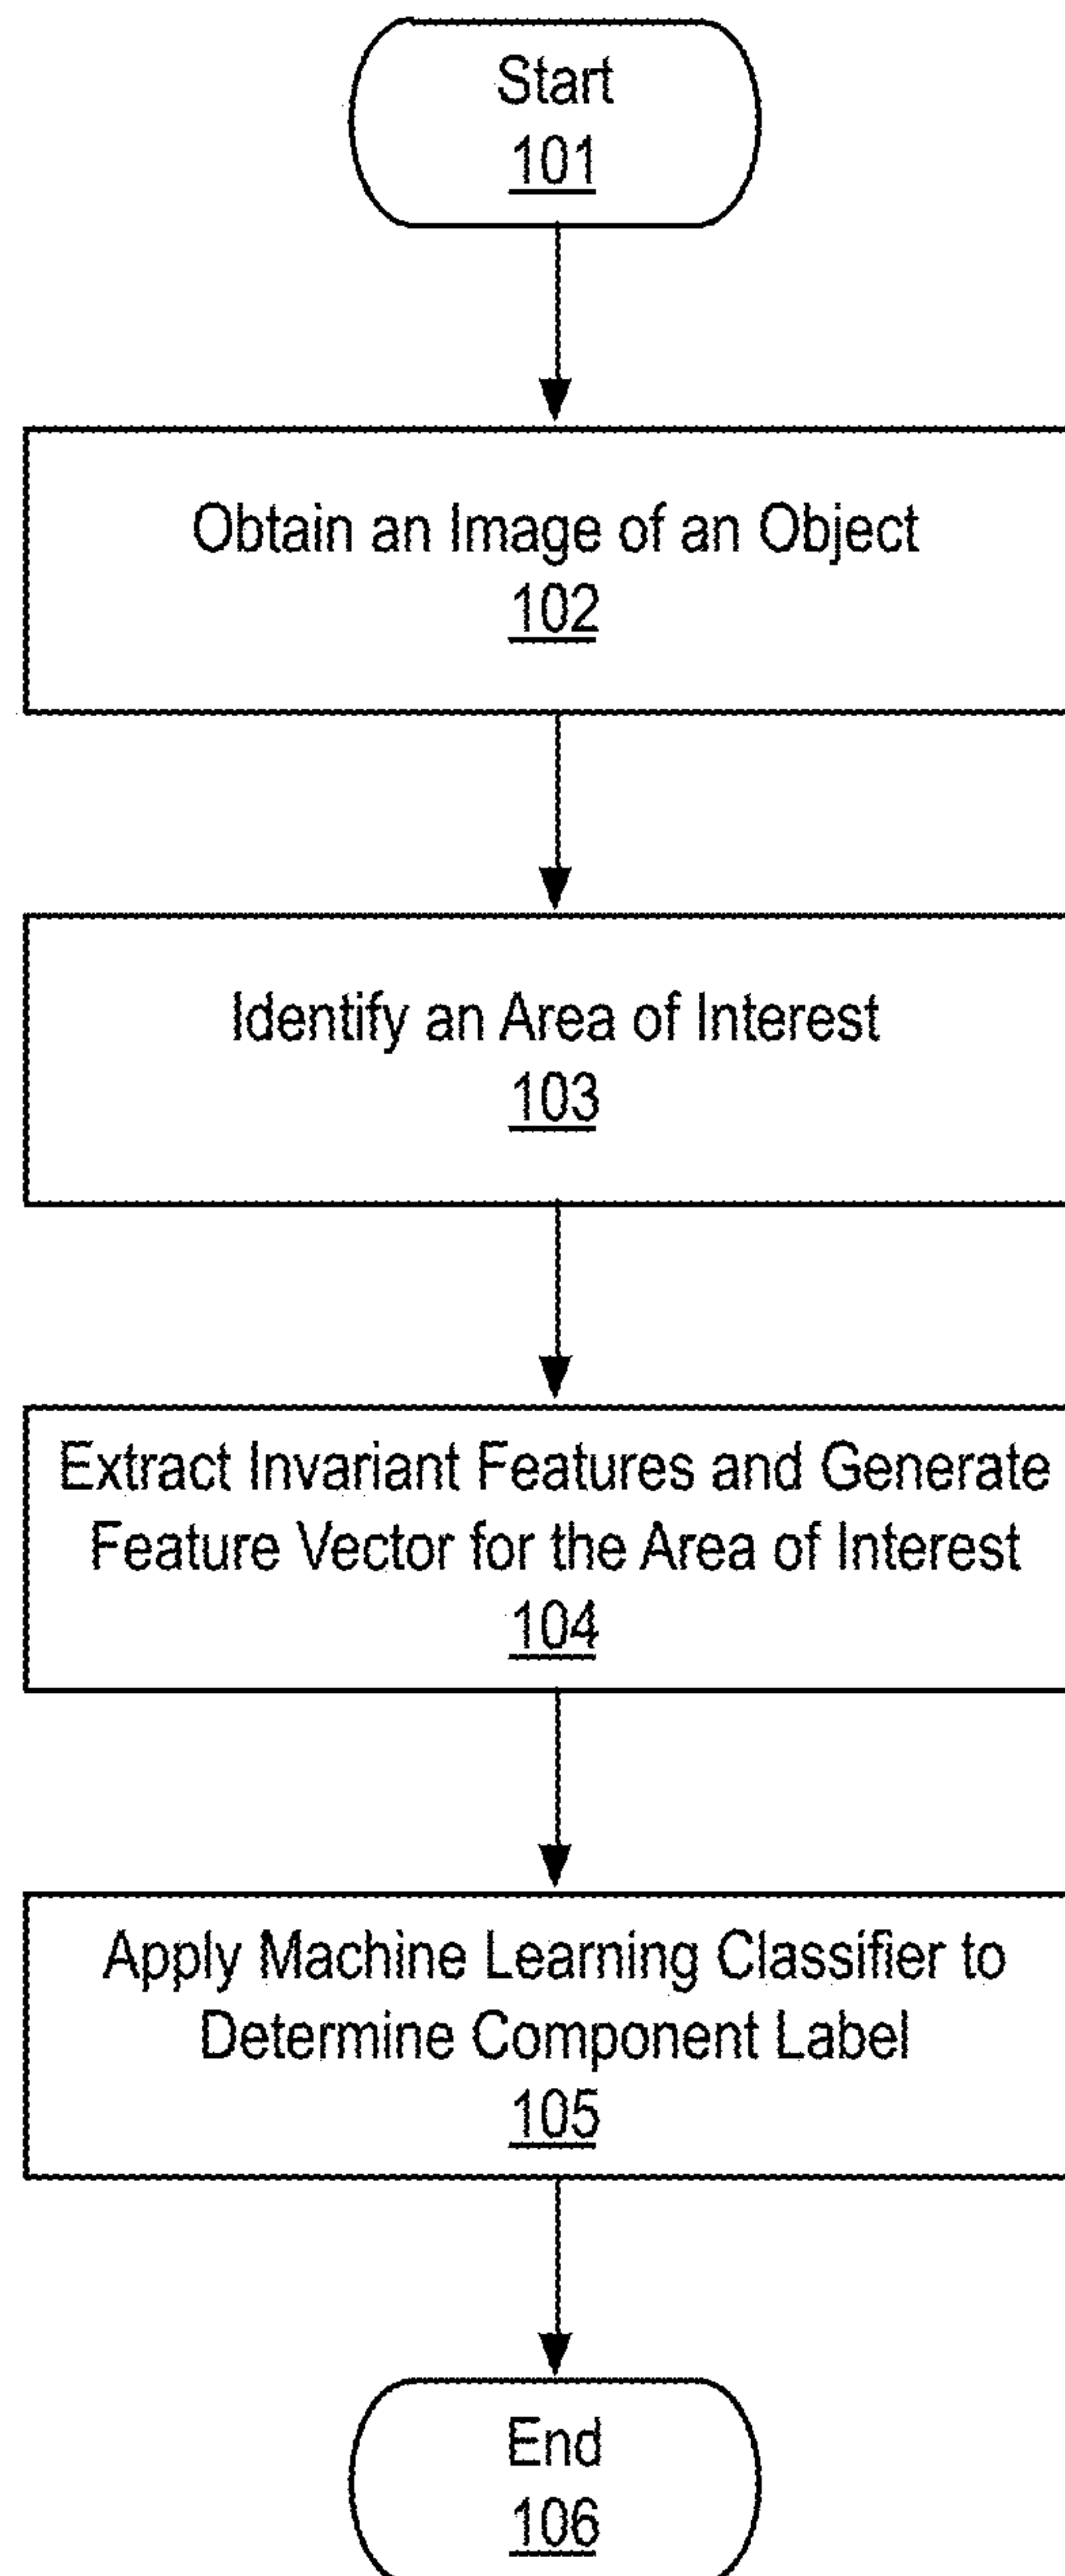 Start
101
Obtain an Image of an Object
102
Identify an Area of Interest
103
Extract Invariant Features and Generate
Feature Vector for the Area of Interest
104
Apply Machine Learning Classifier to
Determine Component Label
105
End
106